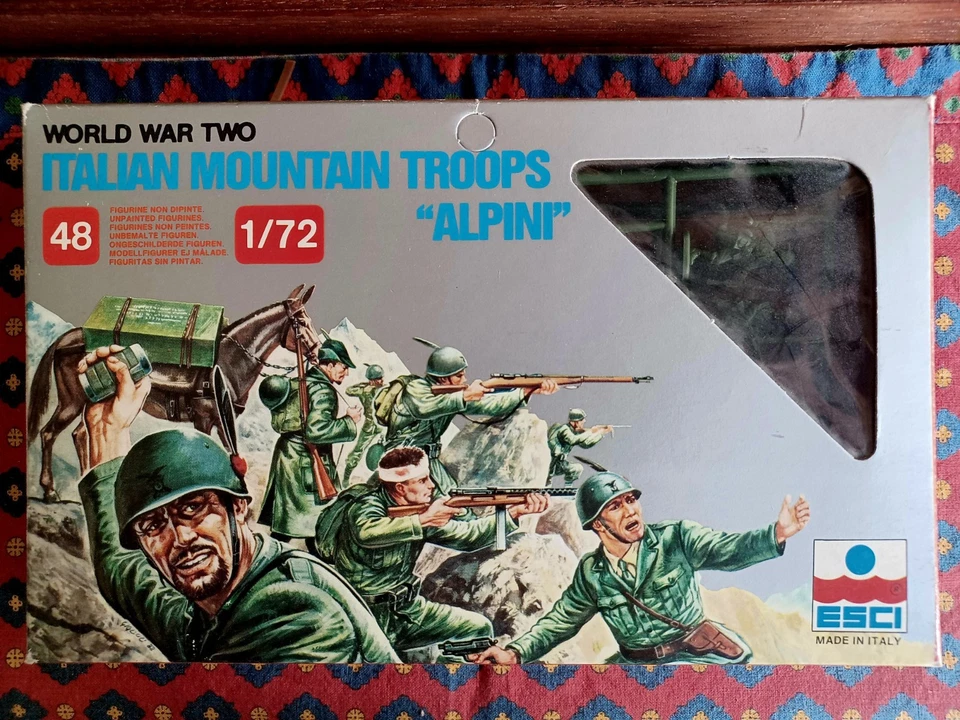 WORLD WAR TWO
ITALIAN MOUNTAIN TROOPS
“ALPINI”
48
FIGURINE NON DIPINTE.
UNPAINTED FIGURINES.
FIGURINES NON PEINTES.
UNBEMALTE FIGUREN.
ONGESCHILDERDE FIGUREN.
MODELLFIGURER EJ MÅLADE.
FIGURITAS SIN PINTAR.
1/72
ESCI
MADE IN ITALY